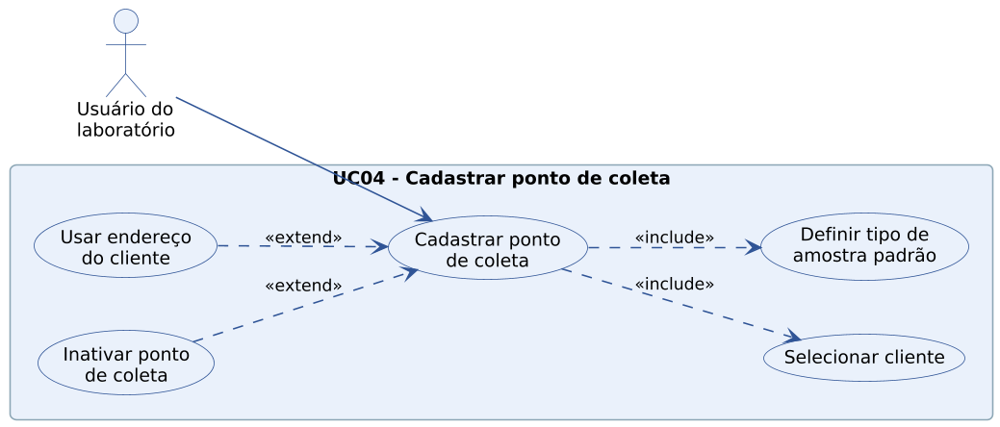 Usuário do
laboratório
UC04 - Cadastrar ponto de coleta
Usar endereço
do cliente
«extend»
Cadastrar ponto
de coleta
«include»
Definir tipo de
amostra padrão
«extend»
«include»
Inativar ponto
de coleta
Selecionar cliente